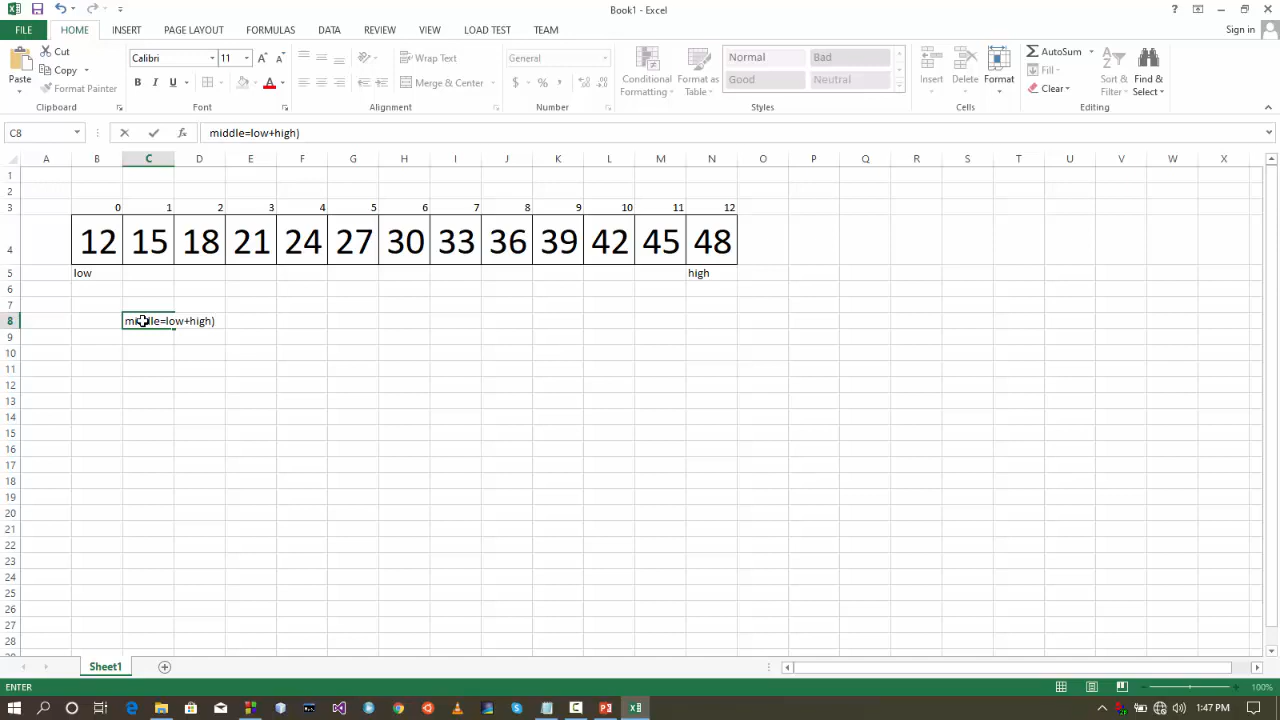 Book1 - Excel
FILE HOME INSERT PAGE LAYOUT FORMULAS DATA REVIEW VIEW LOAD TEST TEAM Sign in
Paste Cut Copy Format Painter
Clipboard
Calibri 11
B I U
Font
Wrap Text
Merge & Center
Alignment
General
$ % ,
Number
Conditional Formatting
Format as Table
Normal Bad
Good Neutral
Styles
Insert Delete Format
Cells
AutoSum
Fill
Clear
Sort & Filter
Find & Select
Editing
C8 fx middle=low+high)
A B C D E F G H I J K L M N O P Q R S T U V W X
1
2
3 0 1 2 3 4 5 6 7 8 9 10 11 12
4 12 15 18 21 24 27 30 33 36 39 42 45 48
5 low high
6
7
8 middle=low+high)
9
10
11
12
13
14
15
16
17
18
19
20
21
22
23
24
25
26
27
28
Sheet1
ENTER 100%
1:47 PM